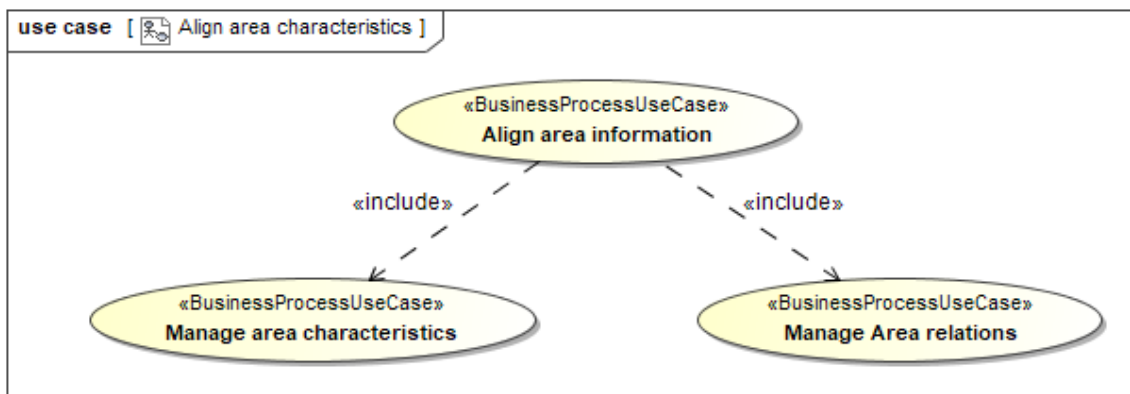 use case [ Align area characteristics ]
«BusinessProcessUseCase»
Align area information
«include» «include»
«BusinessProcessUseCase» «BusinessProcessUseCase»
Manage area characteristics Manage Area relations